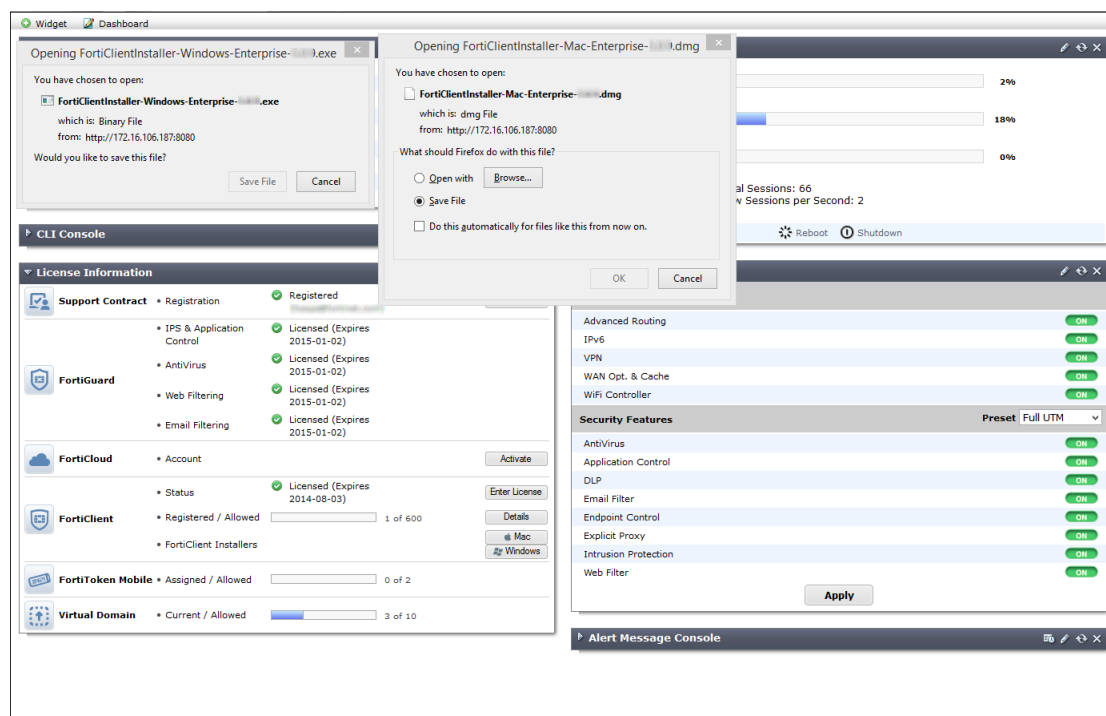 Widget Dashboard
Opening FortiClientInstaller-Windows-Enterprise- .exe
You have chosen to open:
FortiClientInstaller-Windows-Enterprise- .exe
which is: Binary File
from: http://172.16.106.187:8080
Would you like to save this file?
Save File Cancel
Opening FortiClientInstaller-Mac-Enterprise- .dmg
You have chosen to open:
FortiClientInstaller-Mac-Enterprise- .dmg
which is: dmg File
from: http://172.16.106.187:8080
What should Firefox do with this file?
Open with Browse...
Save File
Do this automatically for files like this from now on.
OK Cancel
2%
18%
0%
al Sessions: 66
w Sessions per Second: 2
Reboot Shutdown
CLI Console
License Information
Support Contract • Registration Registered
FortiGuard
• IPS & Application
Control
Licensed (Expires
2015-01-02)
• AntiVirus
Licensed (Expires
2015-01-02)
• Web Filtering
Licensed (Expires
2015-01-02)
• Email Filtering
Licensed (Expires
2015-01-02)
FortiCloud • Account Activate
FortiClient
• Status
Licensed (Expires
2014-08-03)
Enter License
• Registered / Allowed 1 of 600 Details
• FortiClient Installers
Mac
Windows
FortiToken Mobile • Assigned / Allowed 0 of 2
Virtual Domain • Current / Allowed 3 of 10
Advanced Routing ON
IPv6 ON
VPN ON
WAN Opt. & Cache ON
WiFi Controller ON
Security Features Preset Full UTM
AntiVirus ON
Application Control ON
DLP ON
Email Filter ON
Endpoint Control ON
Explicit Proxy ON
Intrusion Protection ON
Web Filter ON
Apply
Alert Message Console